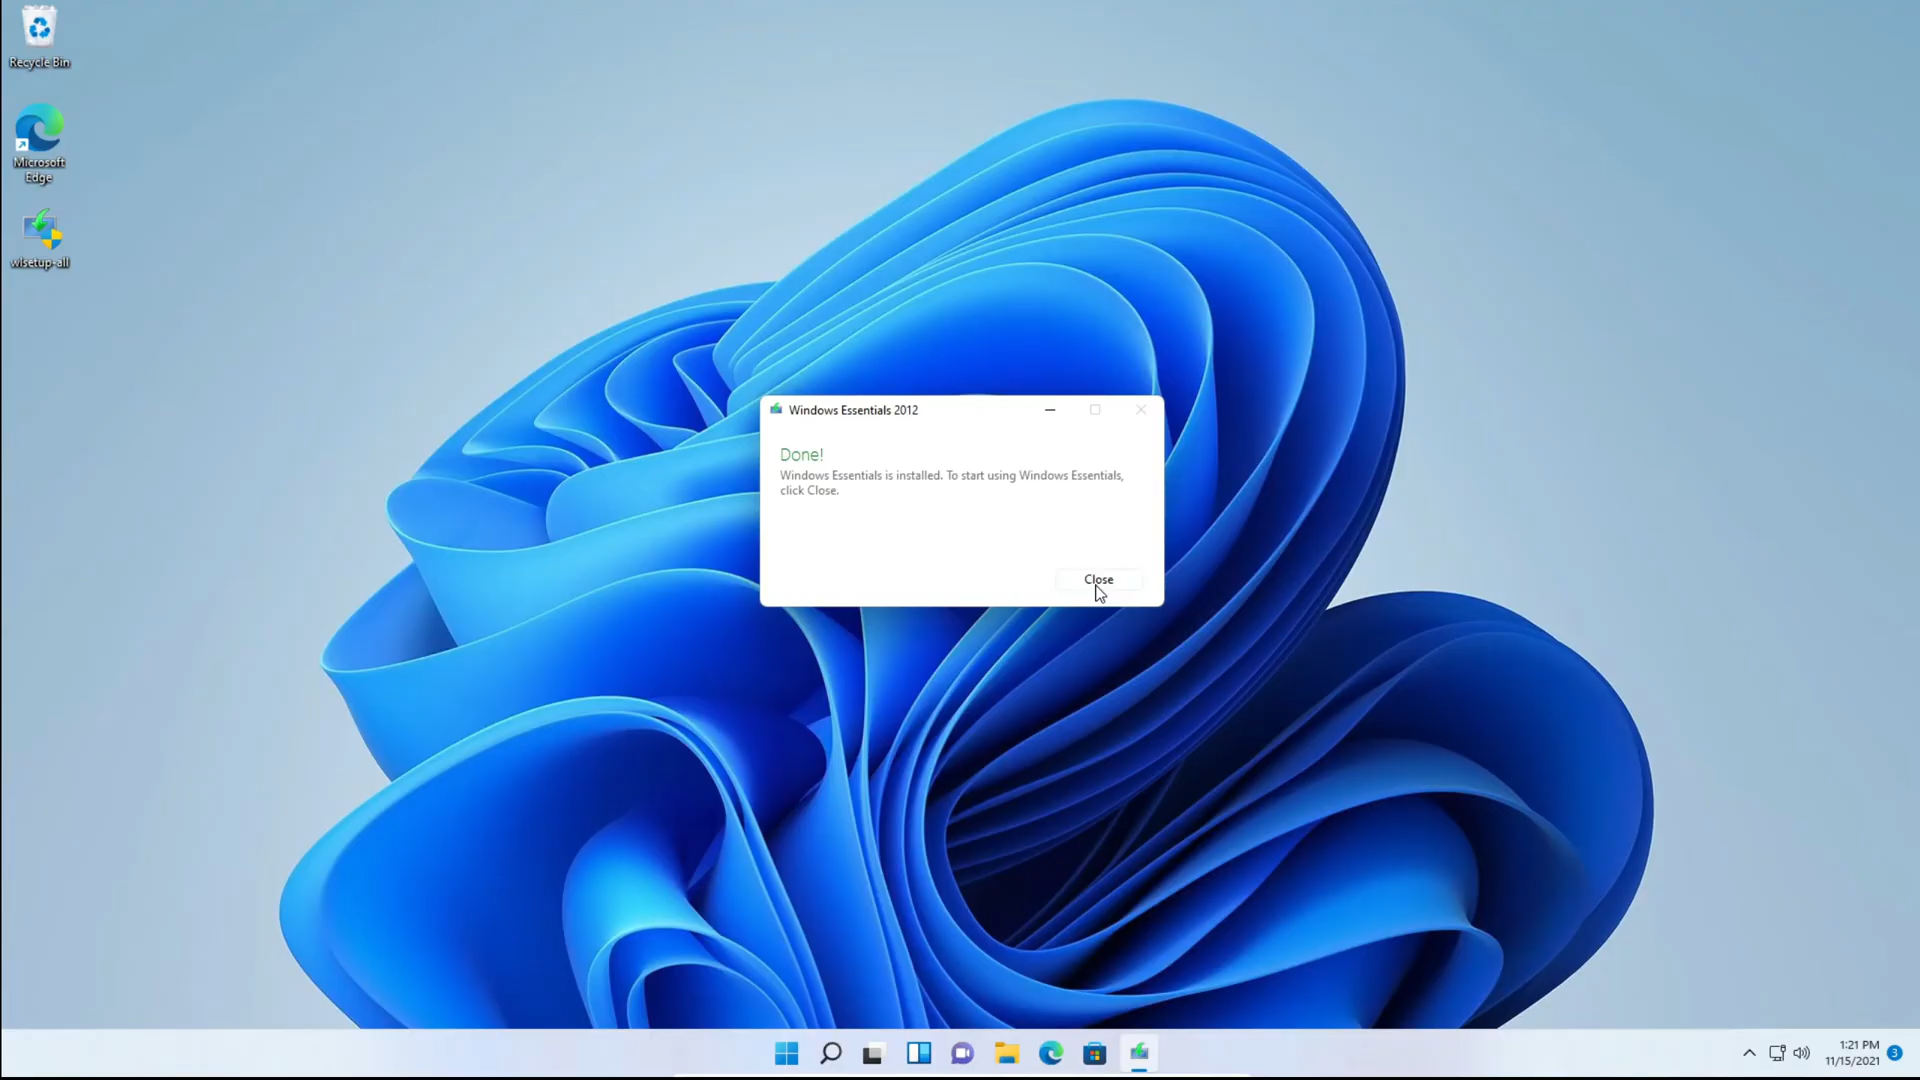 Recycle Bin
Microsoft
Edge
wlsetup-all
Windows Essentials 2012
Done!
Windows Essentials is installed. To start using Windows Essentials,
click Close.
Close
1:21 PM
11/15/2021
3